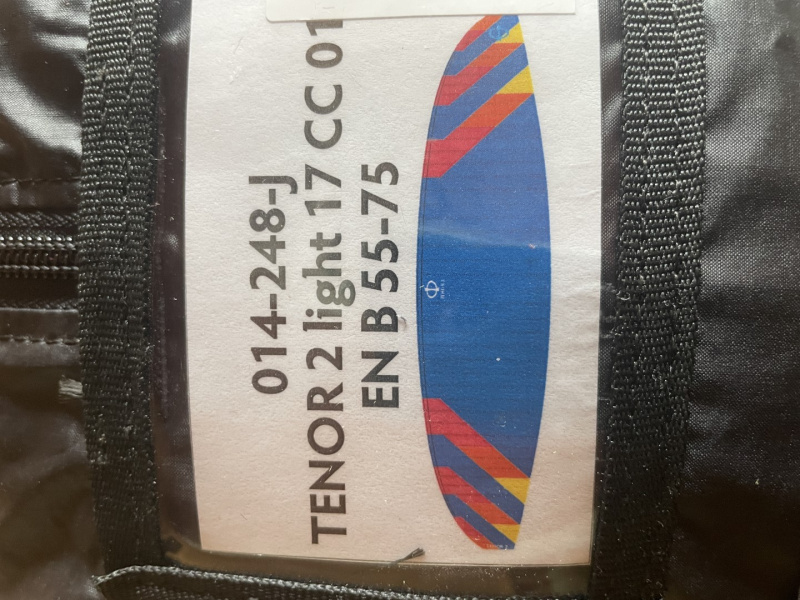 014-248-J
TENOR 2 light 17 CC 01
EN B 55-75